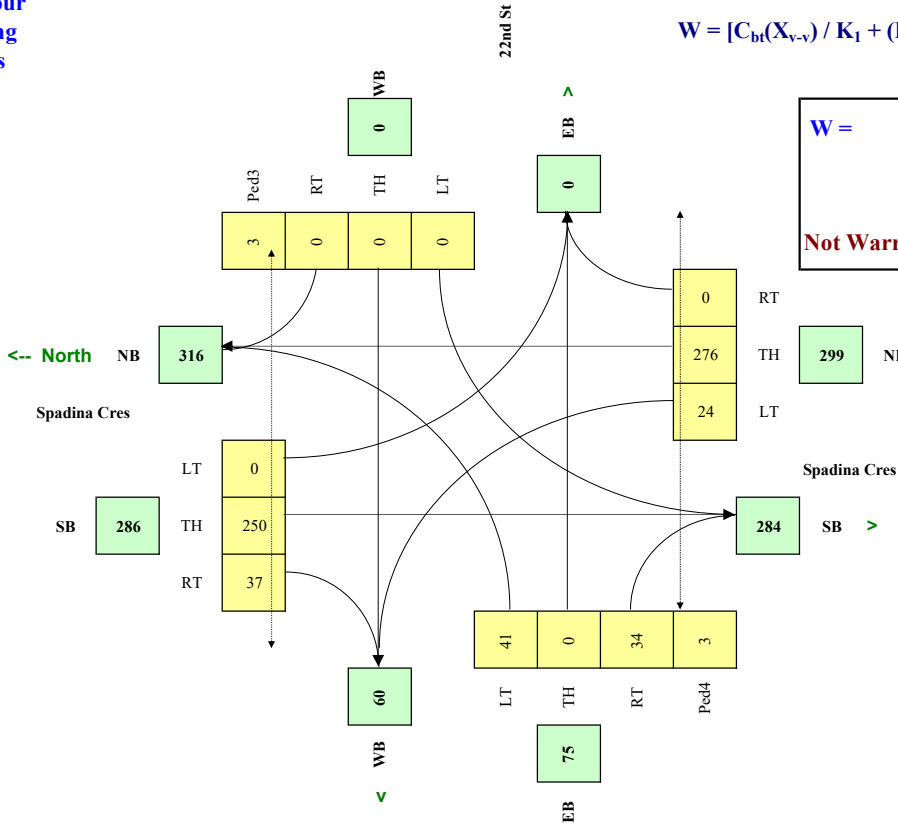 our
ng
s
22nd St
W = [Cbt(Xv-v) / K1 + (
WB
0
^
EB
0
W =
Not Warr
Ped3
RT
TH
LT
3
0
0
0
0
RT
276
TH
299
24
LT
<-- North
NB
316
Spadina Cres
LT
0
SB
286
TH
250
RT
37
Spadina Cres
284
SB
>
41
0
34
3
LT
TH
RT
Ped4
60
WB
v
75
EB